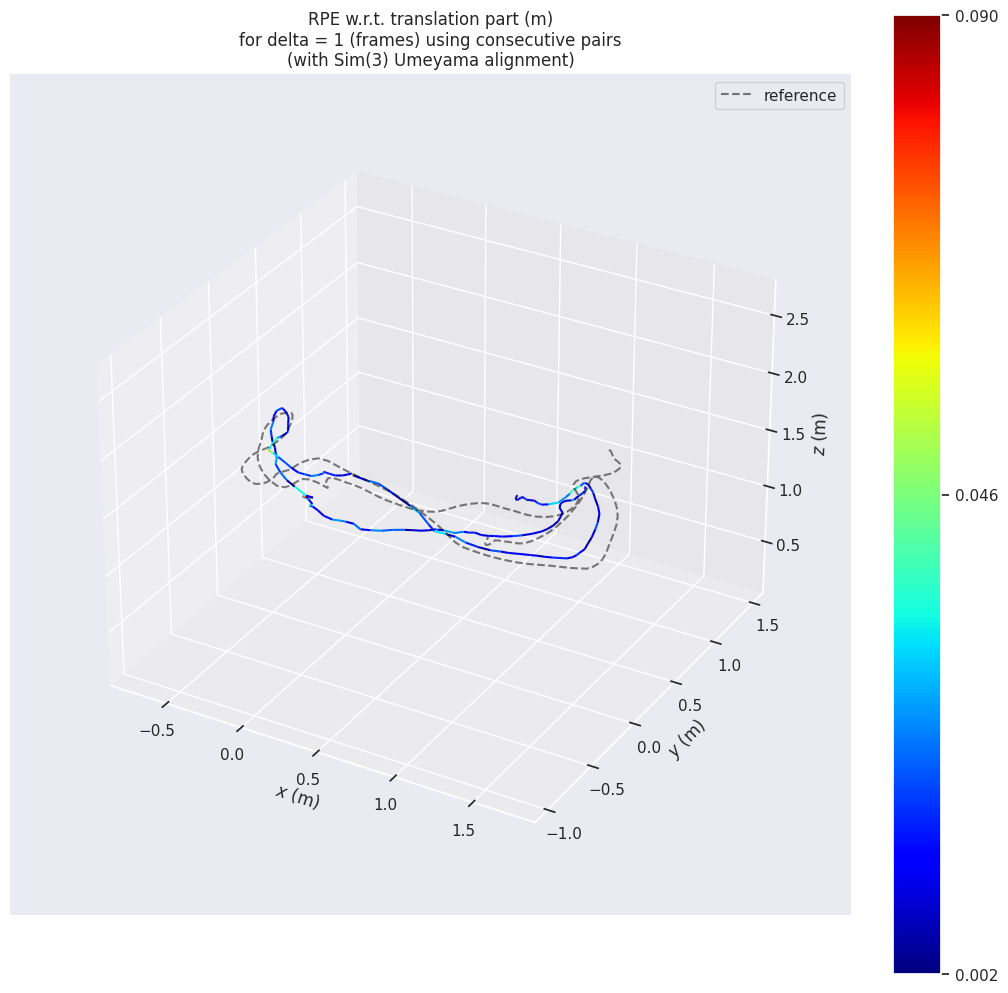 RPE w.r.t. translation part (m)
for delta = 1 (frames) using consecutive pairs
(with Sim(3) Umeyama alignment)
reference
0.090
0.046
0.002
2.5
2.0
1.5
1.0
0.5
z (m)
1.5
1.0
0.5
0.0
−0.5
−1.0
y (m)
−0.5
0.0
0.5
1.0
1.5
x (m)